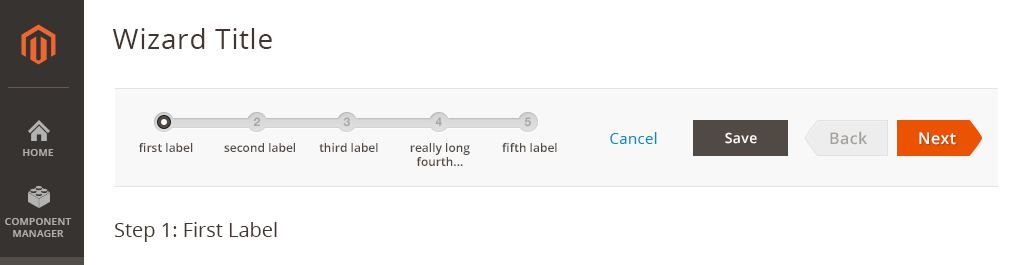 Wizard Title
HOME
COMPONENT
MANAGER
2 3 4 5
first label second label third label really long fifth label
fourth...
Cancel Save Back Next
Step 1: First Label